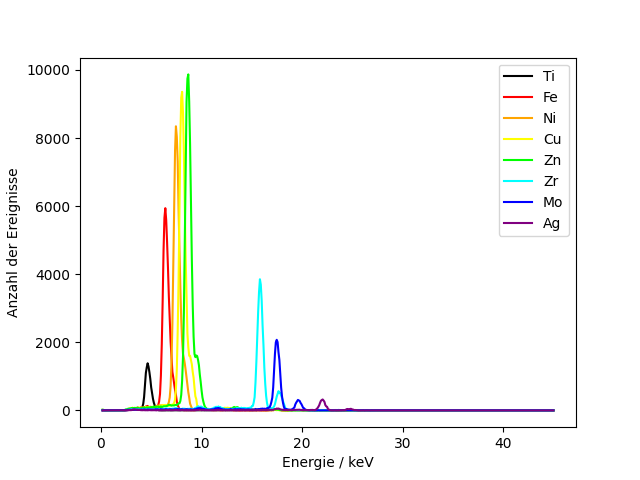 10000
8000
6000
4000
2000
0
Anzahl der Ereignisse
0 10 20 30 40
Energie / keV
Ti
Fe
Ni
Cu
Zn
Zr
Mo
Ag